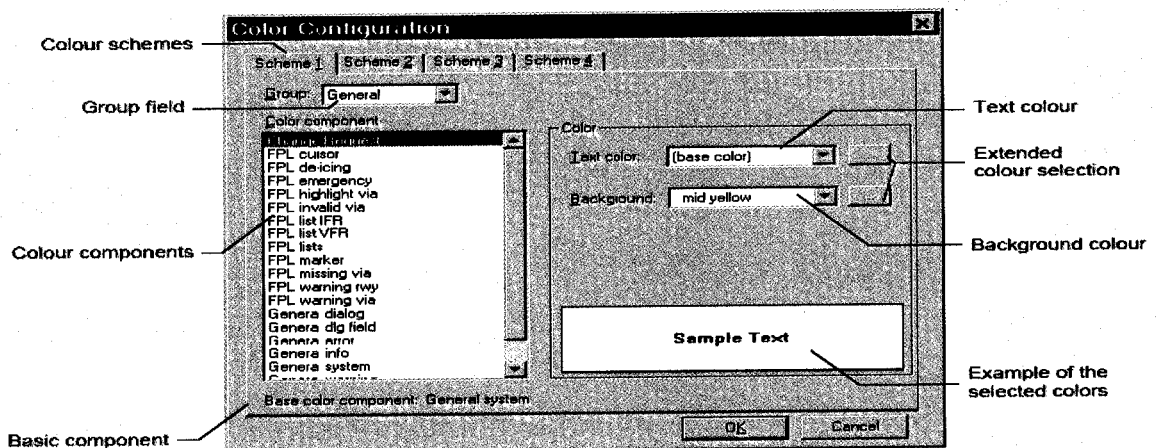 Color Configuration
Colour schemes
Scheme 1 Scheme 2 Scheme 3 Scheme 4
Group: General
Group field
Color component
Color
Text colour
Text color: (base color)
Extended
colour selection
Background: mid yellow
Background colour
FPL cursor
FPL de-icing
FPL emergency
FPL highlight via
FPL invalid via
FPL list IFR
FPL list VFR
FPL lists
FPL marker
FPL missing via
FPL warning rwy
FPL warning via
Genera dialog
Genera dlg field
Genera error
Genera info
Genera system
Genera warning
Colour components
Sample Text
Example of the
selected colors
Base color component: General system
Basic component
OK Cancel